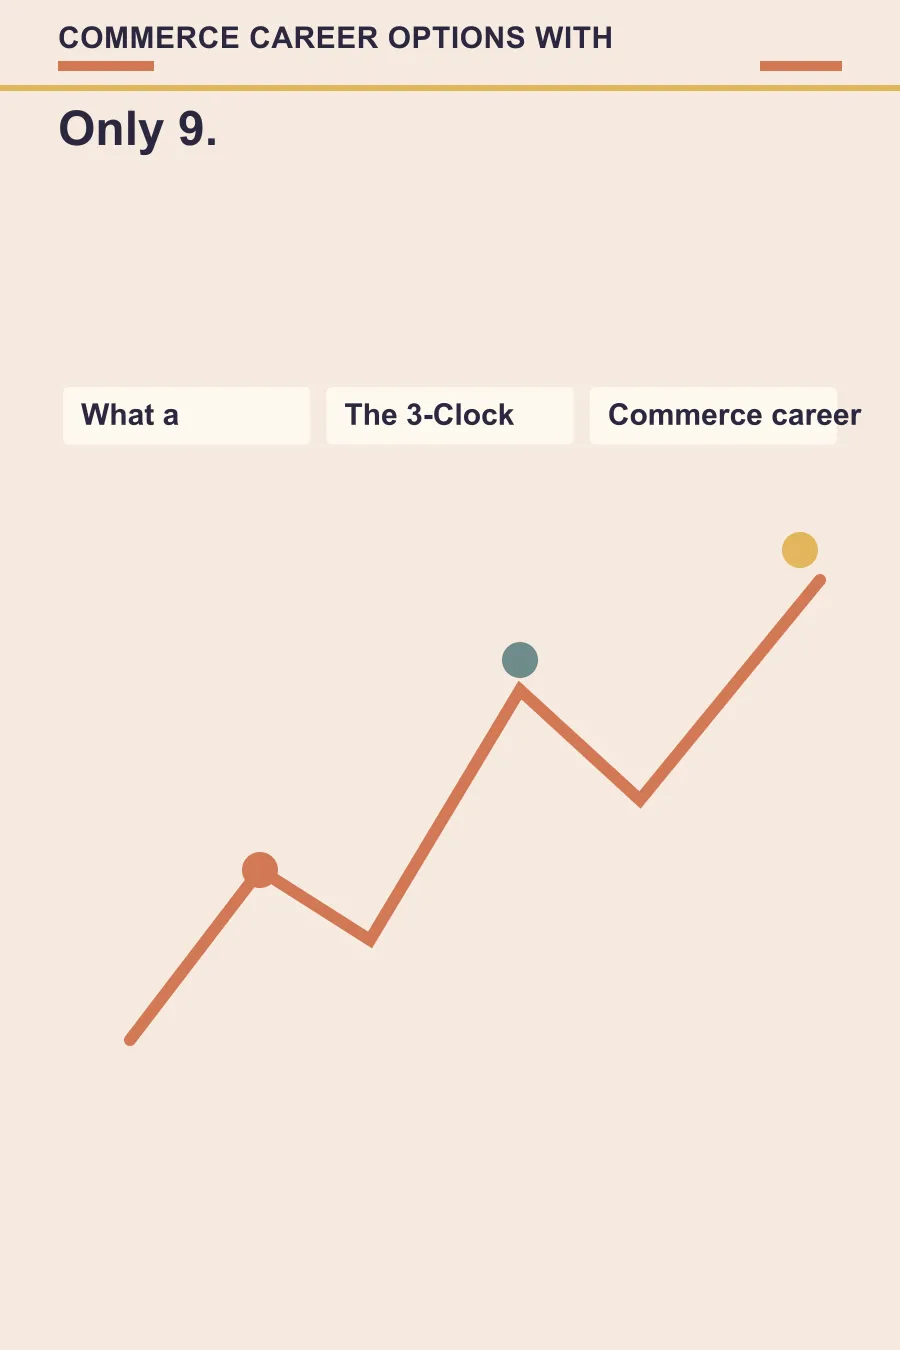 COMMERCE CAREER OPTIONS WITH
Only 9.
What a
The 3-Clock
Commerce career